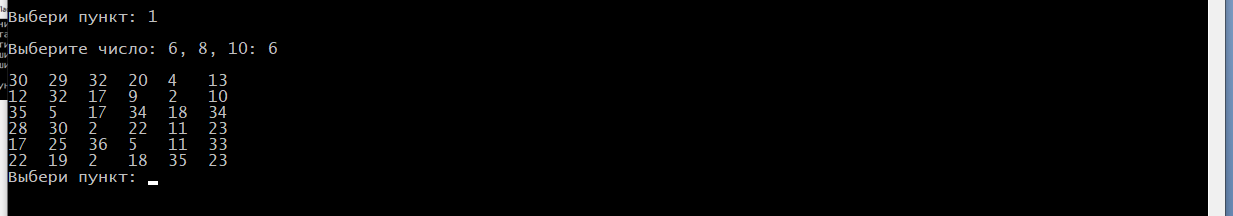 Выбери пункт: 1
Выберите число: 6, 8, 10: 6
30 29 32 20 4 13
12 32 17 9 2 10
35 5 17 34 18 34
28 30 2 22 11 23
17 25 36 5 11 33
22 19 2 18 35 23
Выбери пункт: